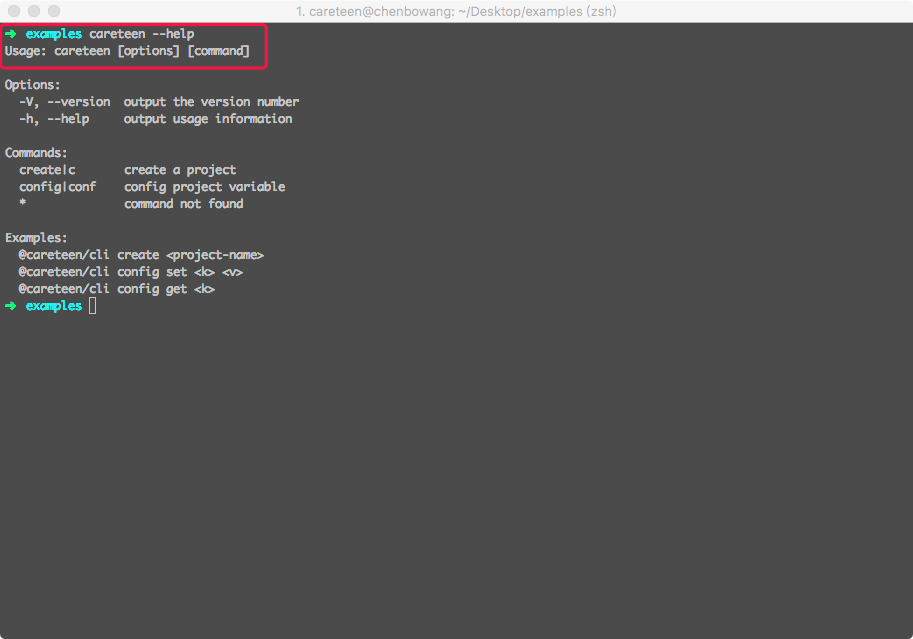 1. careteen@chenbowang: ~/Desktop/examples (zsh)
➜ examples careteen --help
Usage: careteen [options] [command]
Options:
-V, --version  output the version number
-h, --help     output usage information
Commands:
create|c       create a project
config|conf    config project variable
*              command not found
Examples:
@careteen/cli create <project-name>
@careteen/cli config set <k> <v>
@careteen/cli config get <k>
➜ examples